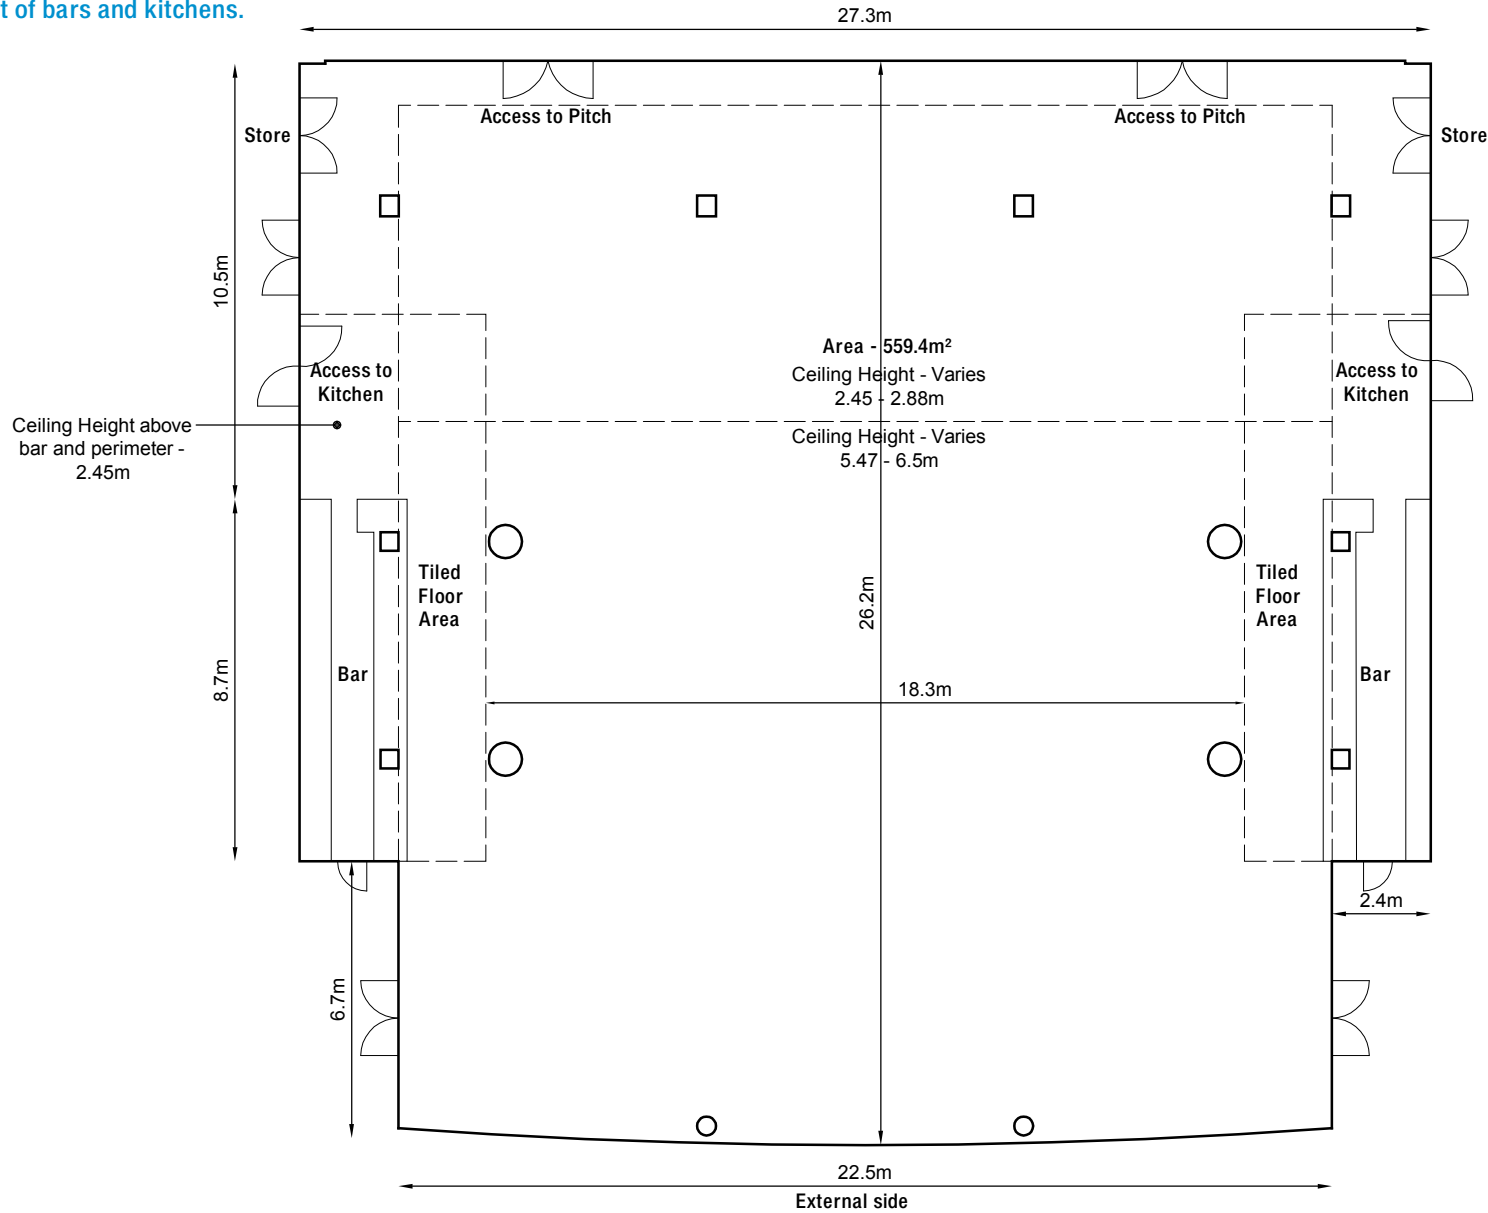 t of bars and kitchens.
27.3m
Access to Pitch
Access to Pitch
Store
Store
10.5m
Area - 559.4m²
Ceiling Height - Varies
2.45 - 2.88m
Access to
Kitchen
Access to
Kitchen
Ceiling Height above
bar and perimeter -
2.45m
Ceiling Height - Varies
5.47 - 6.5m
Tiled
Floor
Area
Tiled
Floor
Area
26.2m
8.7m
Bar
Bar
18.3m
2.4m
6.7m
22.5m
External side